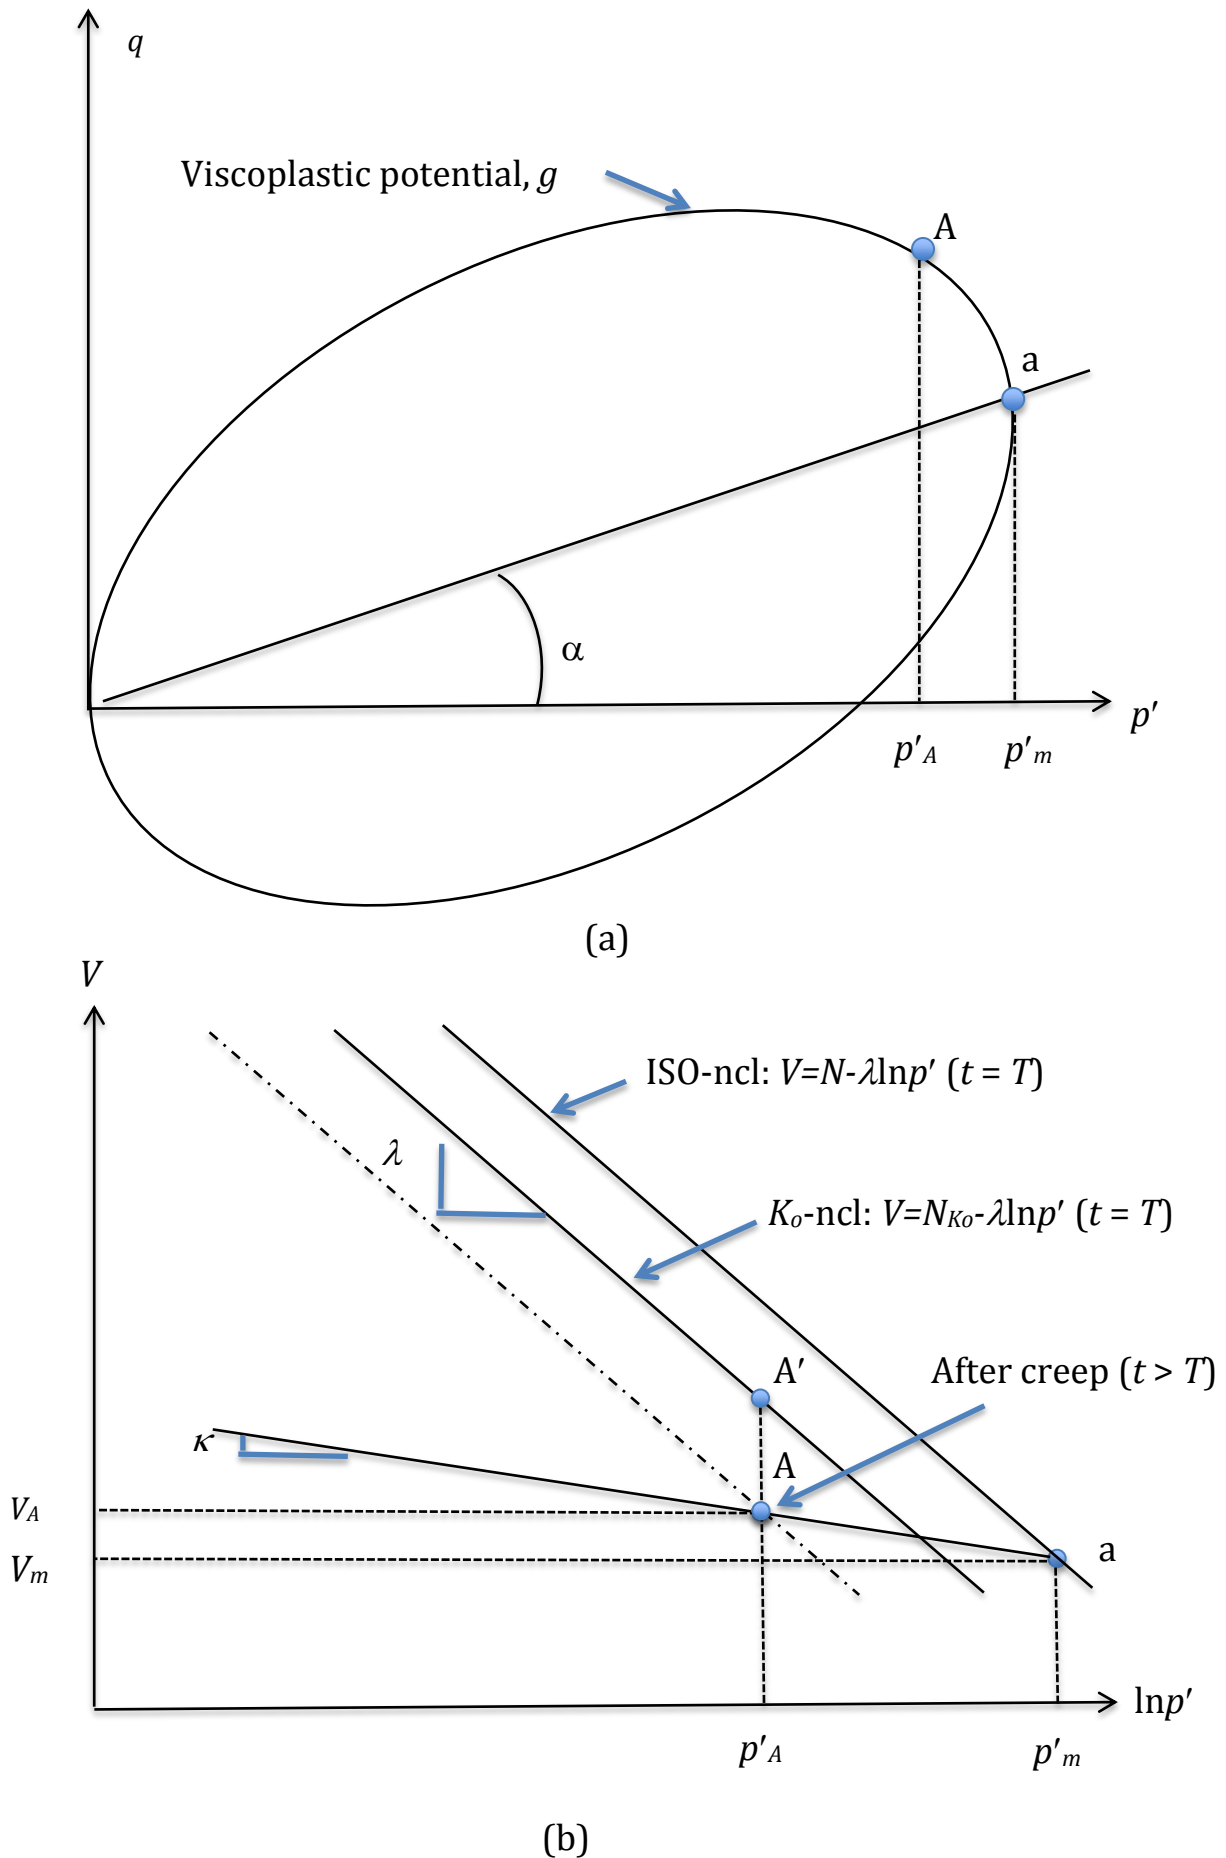 q
Viscoplastic potential, g
A
a
α
p′
p′A
p′m
(a)
V
ISO-ncl: V=N-λlnp′ (t = T)
λ
Ko-ncl: V=NKo-λlnp′ (t = T)
A′
After creep (t > T)
κ
A
VA
Vm
a
lnp′
p′A
p′m
(b)